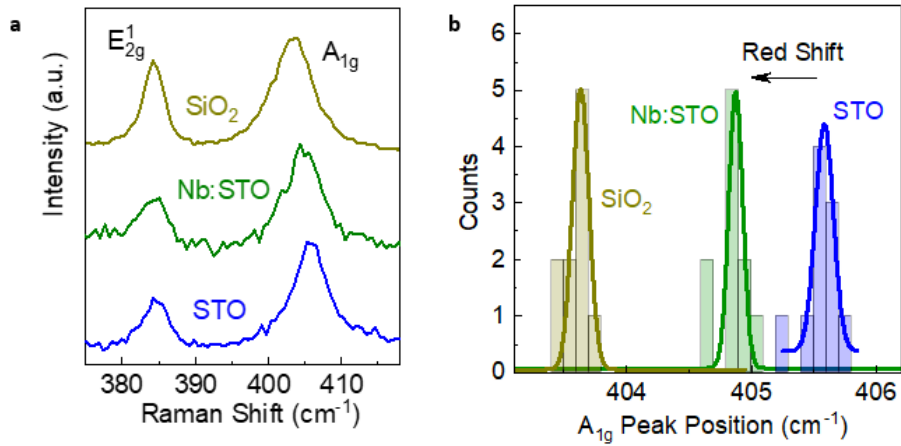 a
E¹₂g
A₁g
SiO₂
Nb:STO
STO
Intensity (a.u.)
380 390 400 410
Raman Shift (cm⁻¹)
b
6
5
4
3
2
1
0
Counts
Red Shift
Nb:STO
STO
SiO₂
404 405 406
A₁g Peak Position (cm⁻¹)